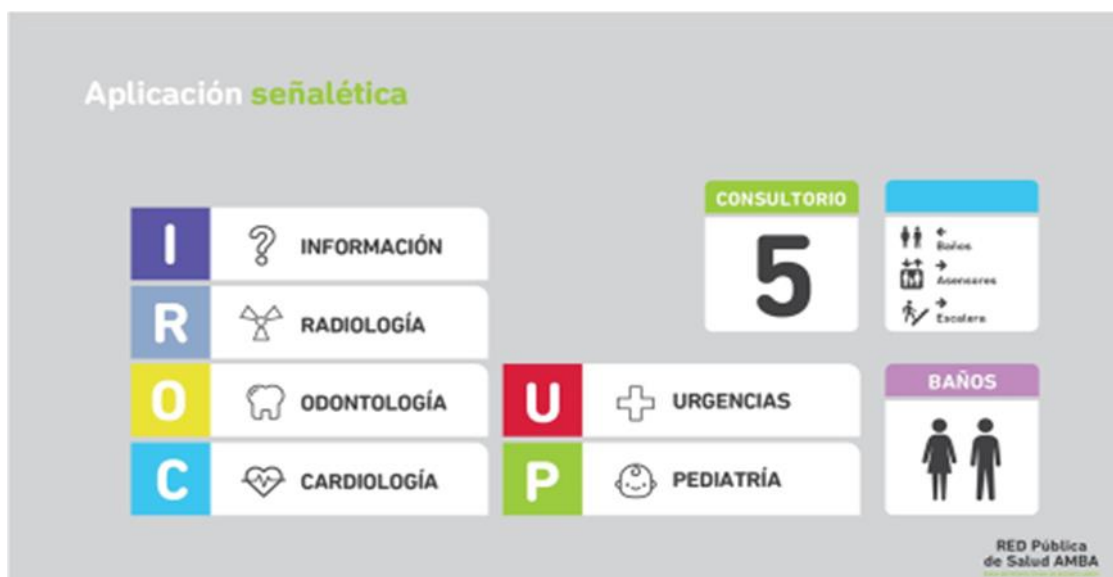 Aplicación señalética
I
INFORMACIÓN
R
RADIOLOGÍA
O
ODONTOLOGÍA
C
CARDIOLOGÍA
U
URGENCIAS
P
PEDIATRÍA
CONSULTORIO
5
←
Baños
→
Ascensores
→
Escalera
BAÑOS
RED Pública
de Salud AMBA